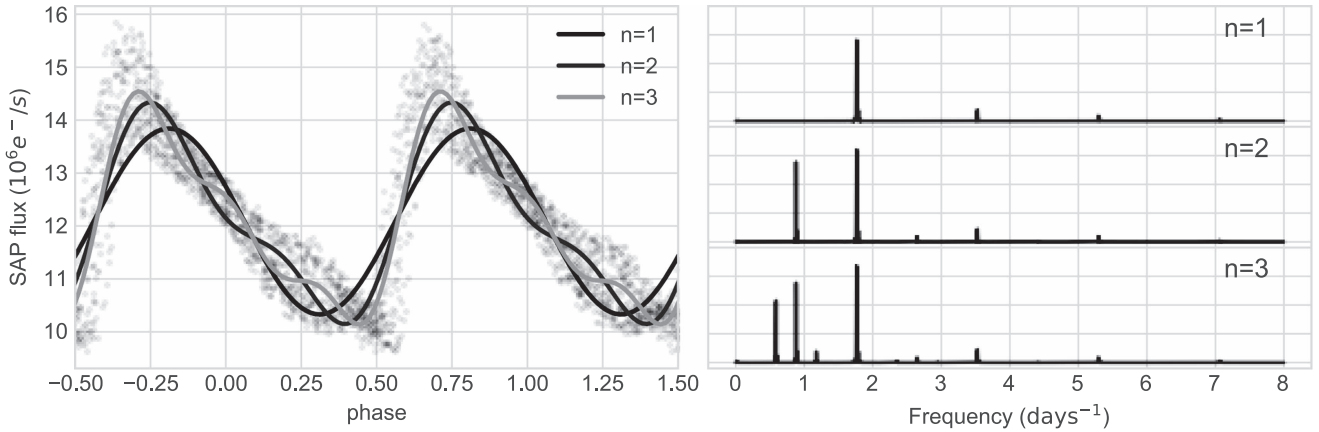 16
15
14
13
12
11
10
SAP flux (10⁶e⁻/s)
n=1
n=2
n=3
−0.50 −0.25 0.00 0.25 0.50 0.75 1.00 1.25 1.50
phase
n=1
n=2
n=3
0 1 2 3 4 5 6 7 8
Frequency (days⁻¹)